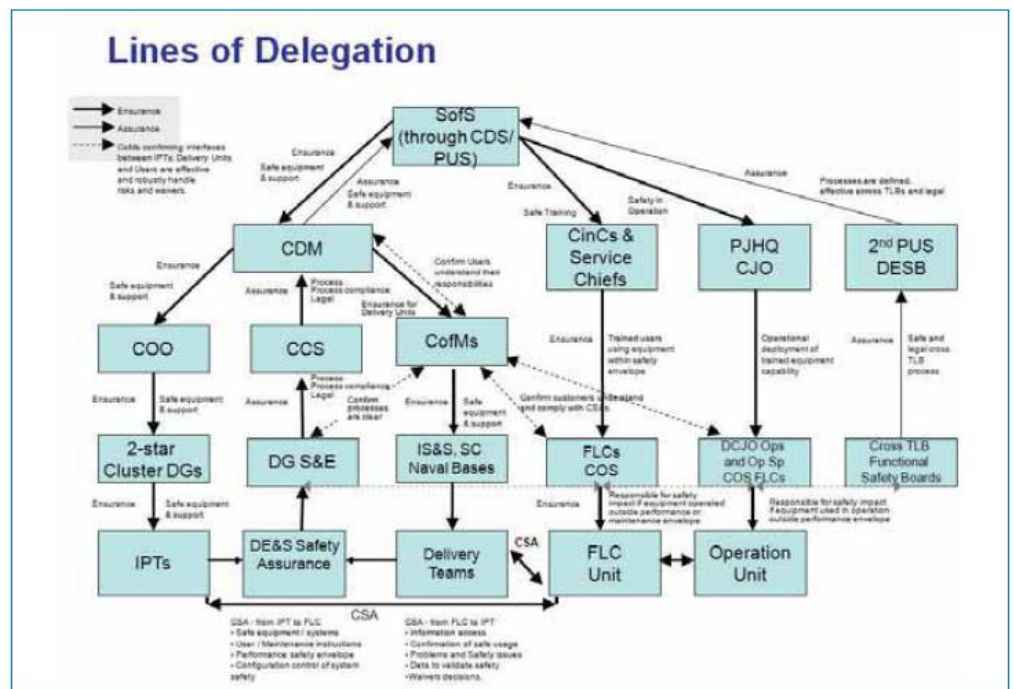 Lines of Delegation
Ensurance
Assurance
CofMs confirming interfaces
between IPTs, Delivery Units
and Users are effective
and robustly handle
risks and waivers.
SofS
(through CDS/
PUS)
Ensurance
Safe equipment
& support
Assurance
Safe equipment
& support
Ensurance
Safe Training
Safety in
Operation
Assurance
Processes are defined,
effective across TLBs and legal
CDM
CinCs &
Service
Chiefs
PJHQ
CJO
2nd PUS
DESB
Ensurance
Safe equipment
& support
Assurance
Process
Process compliance
Legal
Confirm Users
understand their
responsibilities
Ensurance for
Delivery Units
COO
CCS
CofMs
Ensurance
Trained users
using equipment
within safety
envelope
Operational
deployment of
trained equipment
capability
Assurance
Safe and
legal cross
TLB
process
Ensurance
Safe equipment
& support
Assurance
Process
Process compliance
Legal
Confirm
processes
are clear
Ensurance
Safe
equipment
& support
Confirm customers understand
and comply with CSAs.
2-star
Cluster DGs
DG S&E
IS&S, SC
Naval Bases
FLCs
COS
DCJO Ops
and Op Sp
COS FLCs
Cross TLB
Functional
Safety Boards
Ensurance
Safe equipment
& support
Ensurance
Responsible for safety
impact if equipment operated
outside performance or
maintenance envelope
Responsible for safety impact
if equipment used in operation
outside performance envelope
IPTs
DE&S Safety
Assurance
Delivery
Teams
CSA
FLC
Unit
Operation
Unit
CSA
CSA - from IPT to FLC
• Safe equipment / systems
• User / Maintenance instructions
• Performance safety envelope
• Configuration control of system
safety
CSA - from FLC to IPT
• Information access
• Confirmation of safe usage
• Problems and Safety issues
• Data to validate safety
• Waivers decisions.